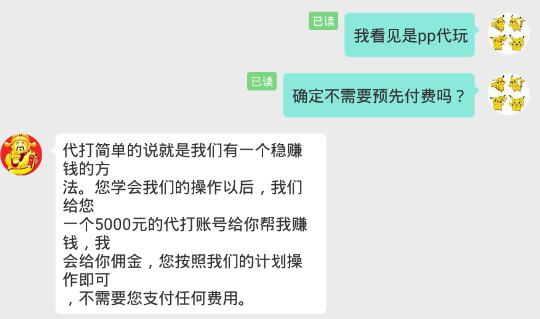 已读
我看见是pp代玩
已读
确定不需要预先付费吗？
代打简单的说就是我们有一个稳赚
钱的方
法。您学会我们的操作以后，我们
给您
一个5000元的代打账号给你帮我赚
钱，我
会给你佣金，您按照我们的计划操
作即可
，不需要您支付任何费用。